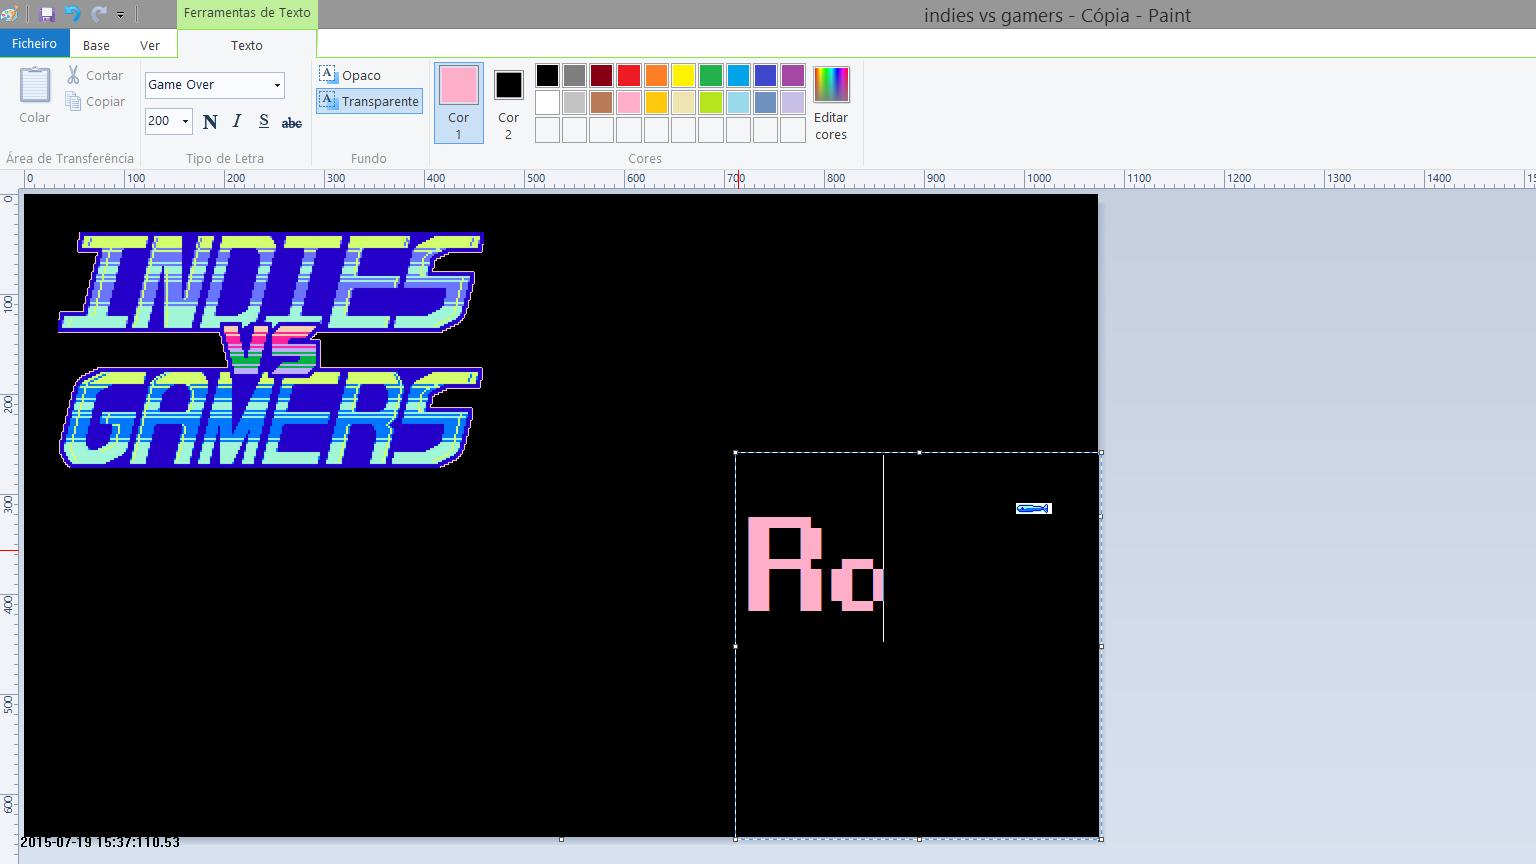 Ferramentas de Texto
indies vs gamers - Cópia - Paint
Ficheiro Base Ver Texto
Colar
Cortar
Copiar
Área de Transferência
Game Over
200 N I S abc
Tipo de Letra
Opaco
Transparente
Fundo
Cor 1
Cor 2
Editar cores
Cores
0 100 200 300 400 500 600 700 800 900 1000 1100 1200 1300 1400 15
0
100
200
300
400
500
600
INDIES
VS
GAMERS
Ro
2015-07-19 15:37:110.53